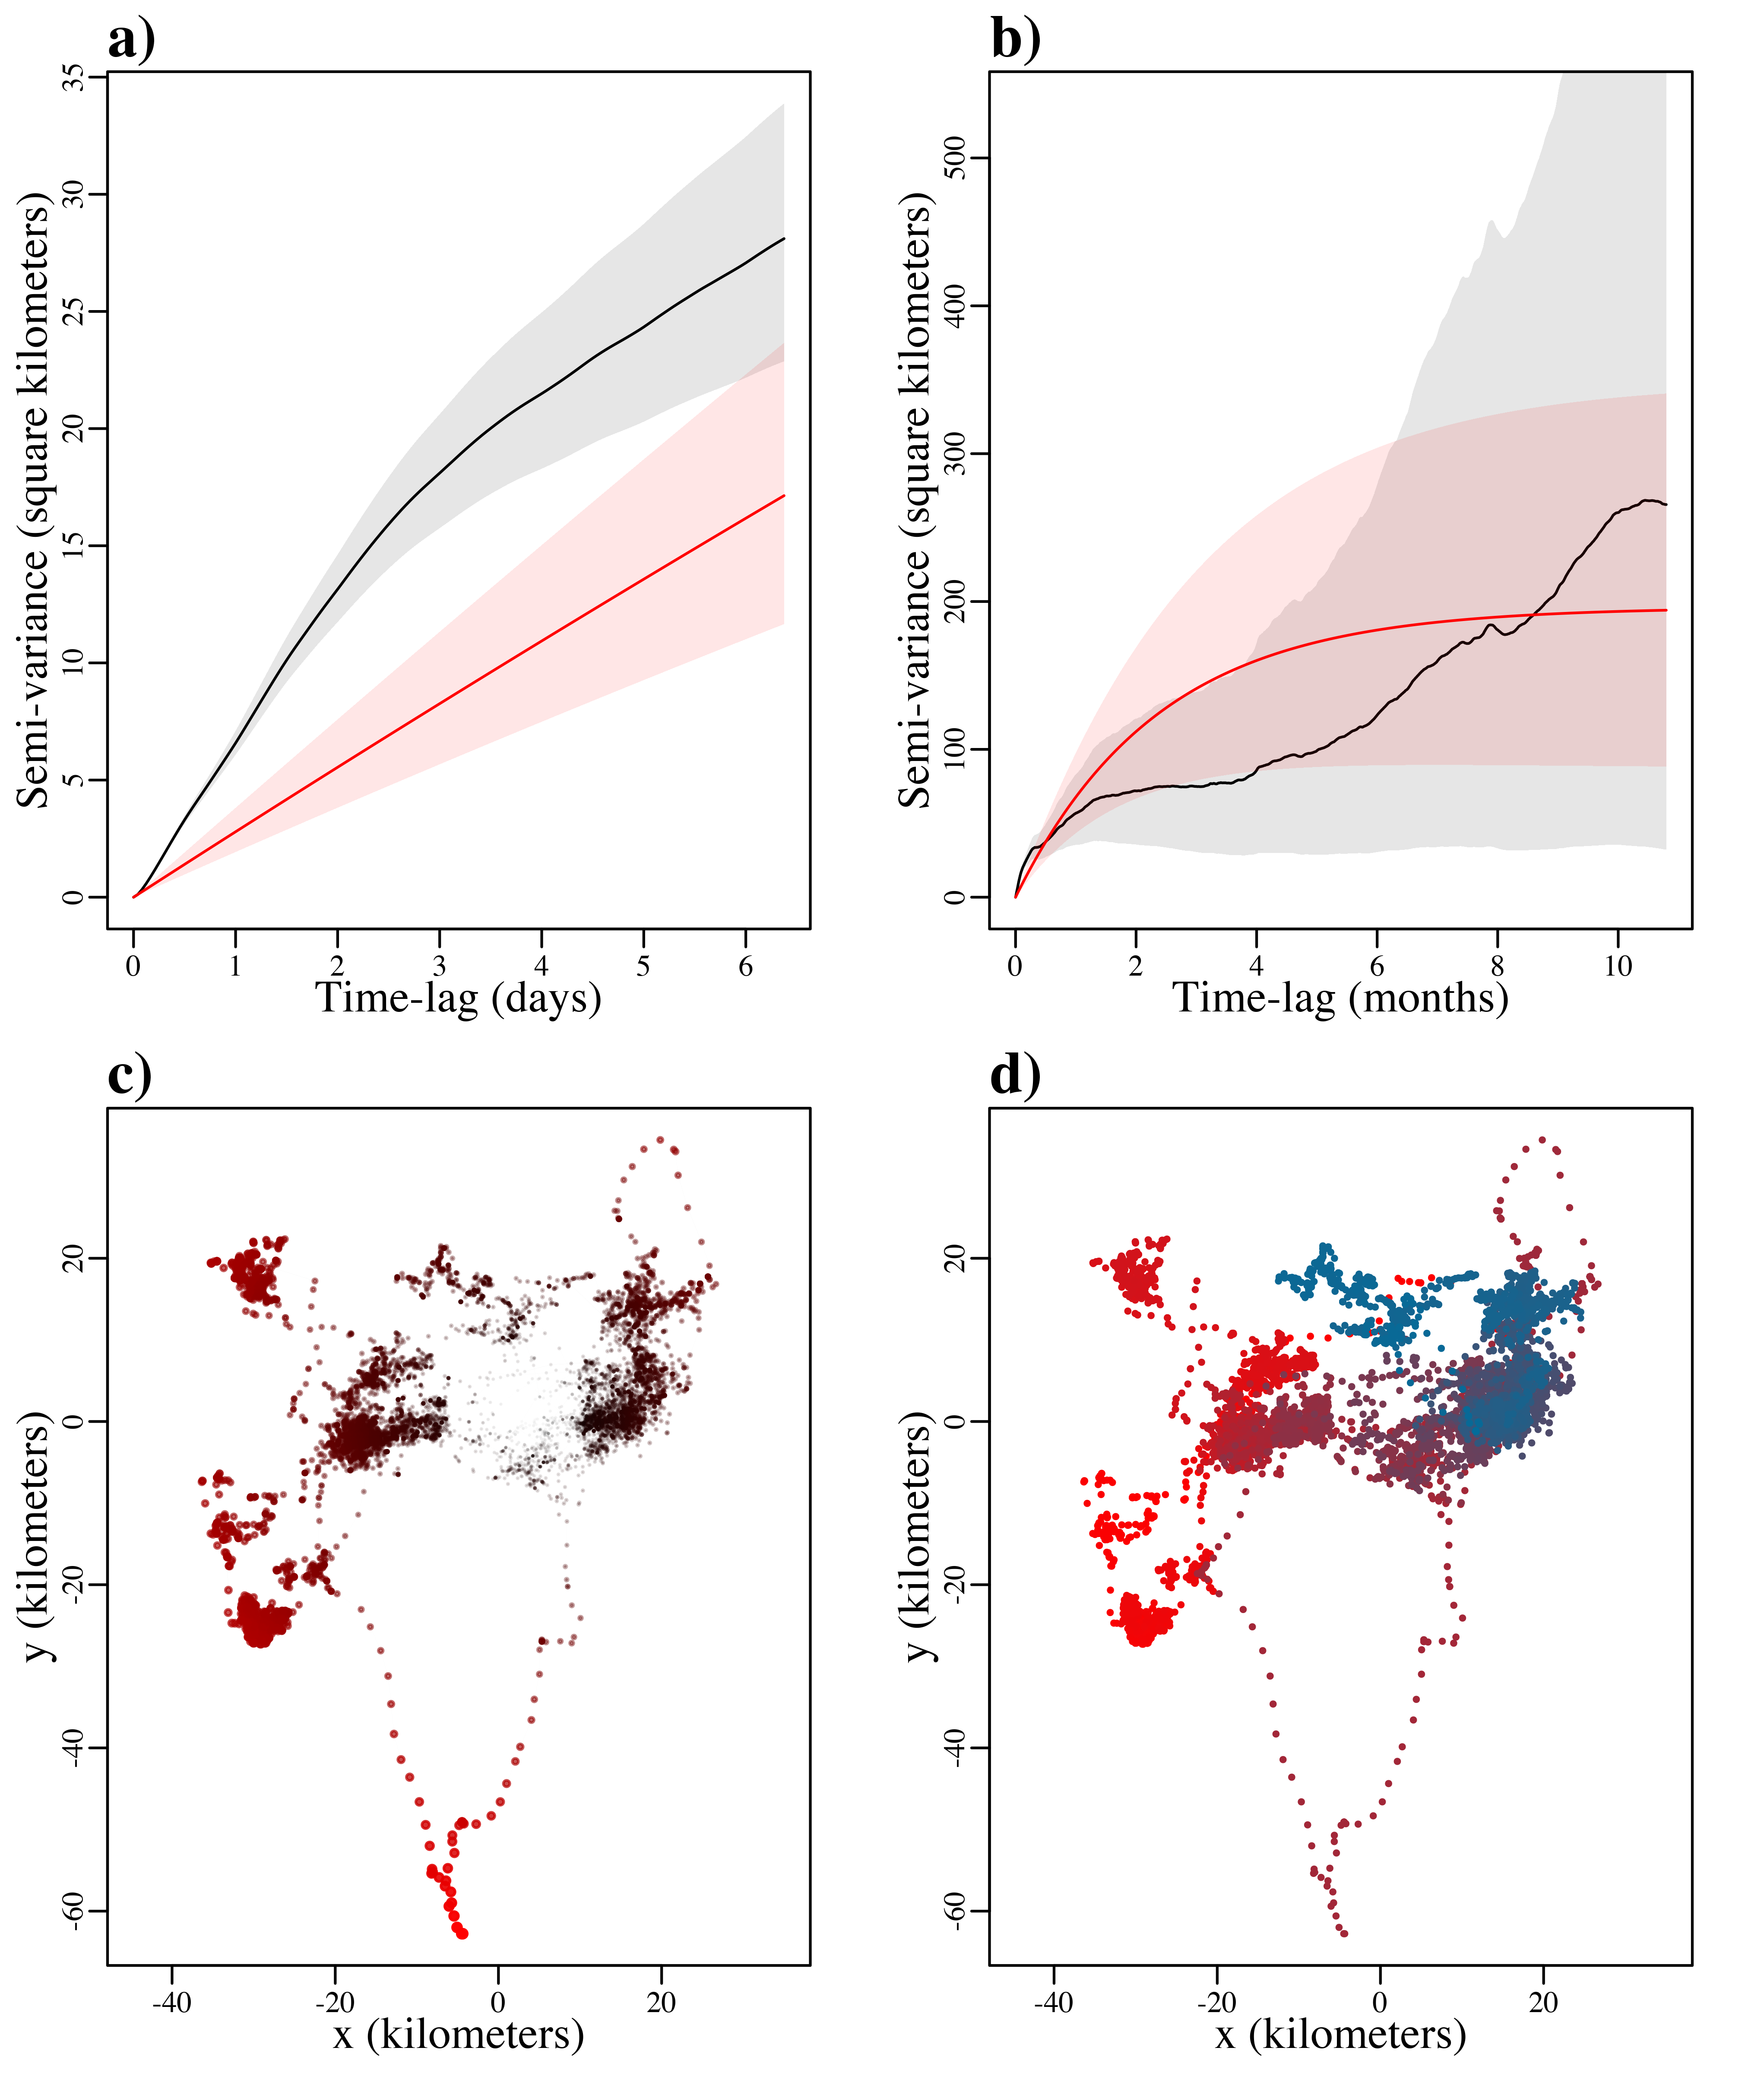 a)
Semi-variance (square kilometers)
35
30
25
20
15
10
5
0
0 1 2 3 4 5 6
Time-lag (days)
b)
Semi-variance (square kilometers)
500
400
300
200
100
0
0 2 4 6 8 10
Time-lag (months)
c)
y (kilometers)
20
0
-20
-40
-60
-40 -20 0 20
x (kilometers)
d)
y (kilometers)
20
0
-20
-40
-60
-40 -20 0 20
x (kilometers)